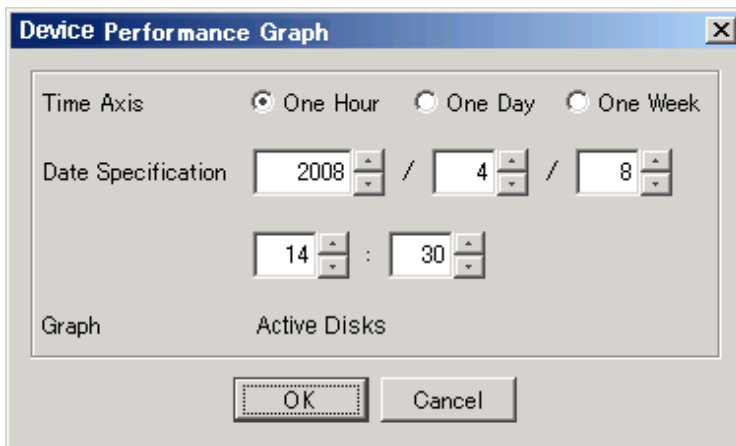 Device Performance Graph
Time Axis One Hour One Day One Week
Date Specification 2008 / 4 / 8
14 : 30
Graph Active Disks
OK Cancel